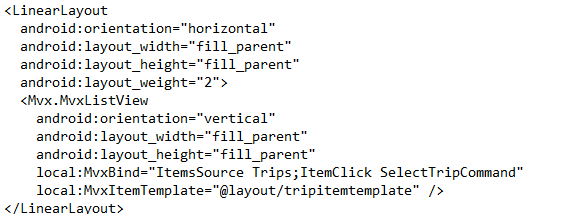 <LinearLayout
  android:orientation="horizontal"
  android:layout_width="fill_parent"
  android:layout_height="fill_parent"
  android:layout_weight="2">
  <Mvx.MvxListView
    android:orientation="vertical"
    android:layout_width="fill_parent"
    android:layout_height="fill_parent"
    local:MvxBind="ItemsSource Trips;ItemClick SelectTripCommand"
    local:MvxItemTemplate="@layout/tripitemtemplate" />
</LinearLayout>